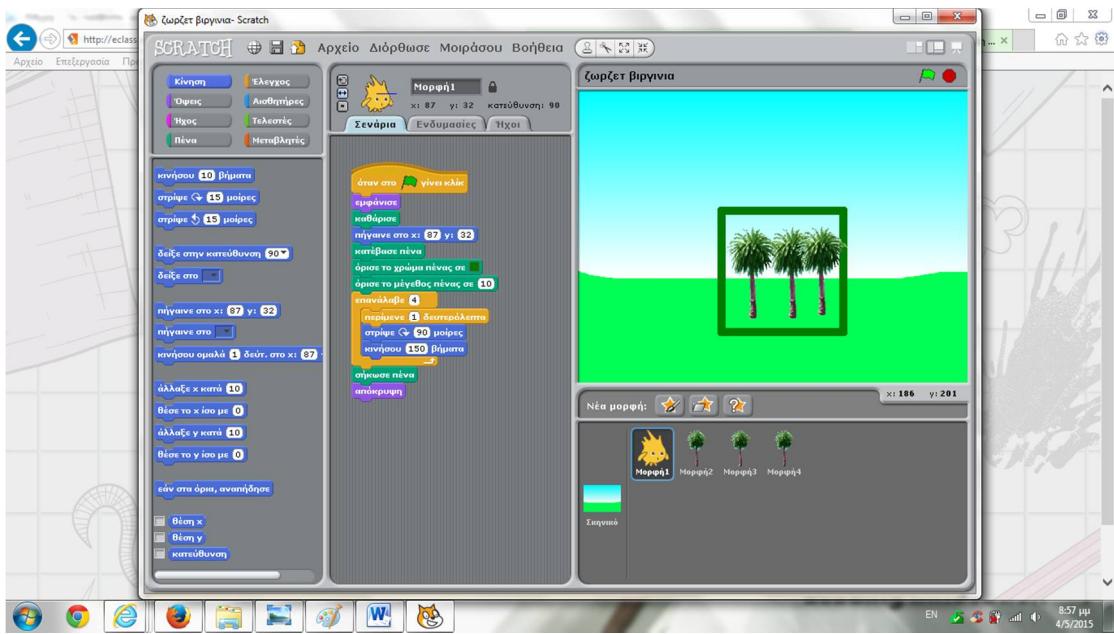 ζωρζετ βιργινια- Scratch
http://eclass
Αρχείο Επεξεργασία Πρ
SCRATCH Αρχείο Διόρθωσε Μοιράσου Βοήθεια
Κίνηση Έλεγχος
Όψεις Αισθητήρες
Ήχος Τελεστές
Πένα Μεταβλητές
κινήσου 10 βήματα
στρίψε 15 μοίρες
στρίψε 15 μοίρες
δείξε στην κατεύθυνση 90
δείξε στο
πήγαινε στο x: 87 y: 32
πήγαινε στο
κινήσου ομαλά 1 δεύτ. στο x: 87
άλλαξε x κατά 10
θέσε το x ίσο με 0
άλλαξε y κατά 10
θέσε το y ίσο με 0
εάν στα όρια, αναπήδησε
θέση x
θέση y
κατεύθυνση
Μορφή1
x: 87 y: 32 κατεύθυνση: 90
Σενάρια Ενδυμασίες Ήχοι
όταν στο γίνει κλίκ
εμφάνισε
καθάρισε
πήγαινε στο x: 87 y: 32
κατέβασε πένα
όρισε το χρώμα πένας σε
όρισε το μέγεθος πένας σε 10
επανάλαβε 4
περίμενε 1 δευτερόλεπτα
στρίψε 90 μοίρες
κινήσου 150 βήματα
σήκωσε πένα
απόκρυψη
ζωρζετ βιργινια
x: 186 y: 201
Νέα μορφή:
Μορφή1 Μορφή2 Μορφή3 Μορφή4
Σκηνικό
EN
8:57 μμ
4/5/2015